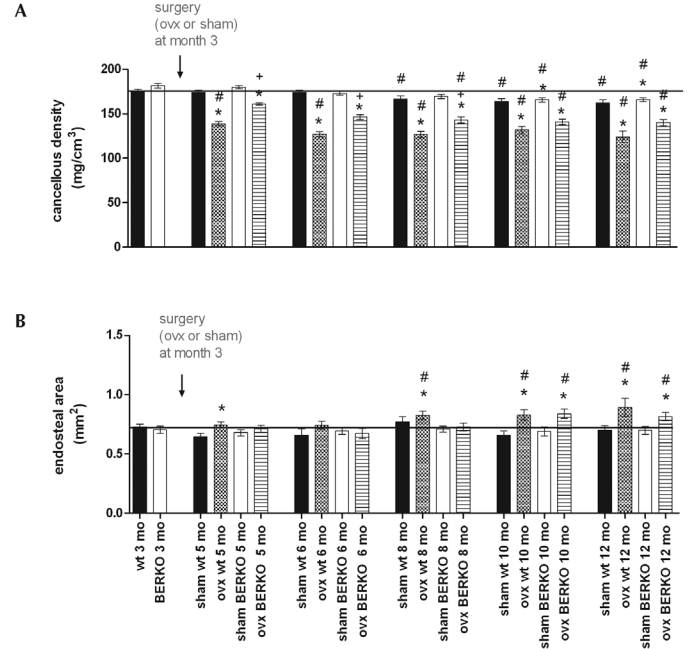 A
surgery
(ovx or sham)
at month 3
cancellous density
(mg/cm3)
200
150
100
50
0
# * + *
# * + *
# # * # + *
# # * # * # *
# # * # * # *
B
surgery
(ovx or sham)
at month 3
endosteal area
(mm2)
1.5
1.0
0.5
0.0
*
# *
# * # *
# * # *
wt 3 mo
BERKO 3 mo
sham wt 5 mo
ovx wt 5 mo
sham BERKO 5 mo
ovx BERKO 5 mo
sham wt 6 mo
ovx wt 6 mo
sham BERKO 6 mo
ovx BERKO 6 mo
sham wt 8 mo
ovx wt 8 mo
sham BERKO 8 mo
ovx BERKO 8 mo
sham wt 10 mo
ovx wt 10 mo
sham BERKO 10 mo
ovx BERKO 10 mo
sham wt 12 mo
ovx wt 12 mo
sham BERKO 12 mo
ovx BERKO 12 mo